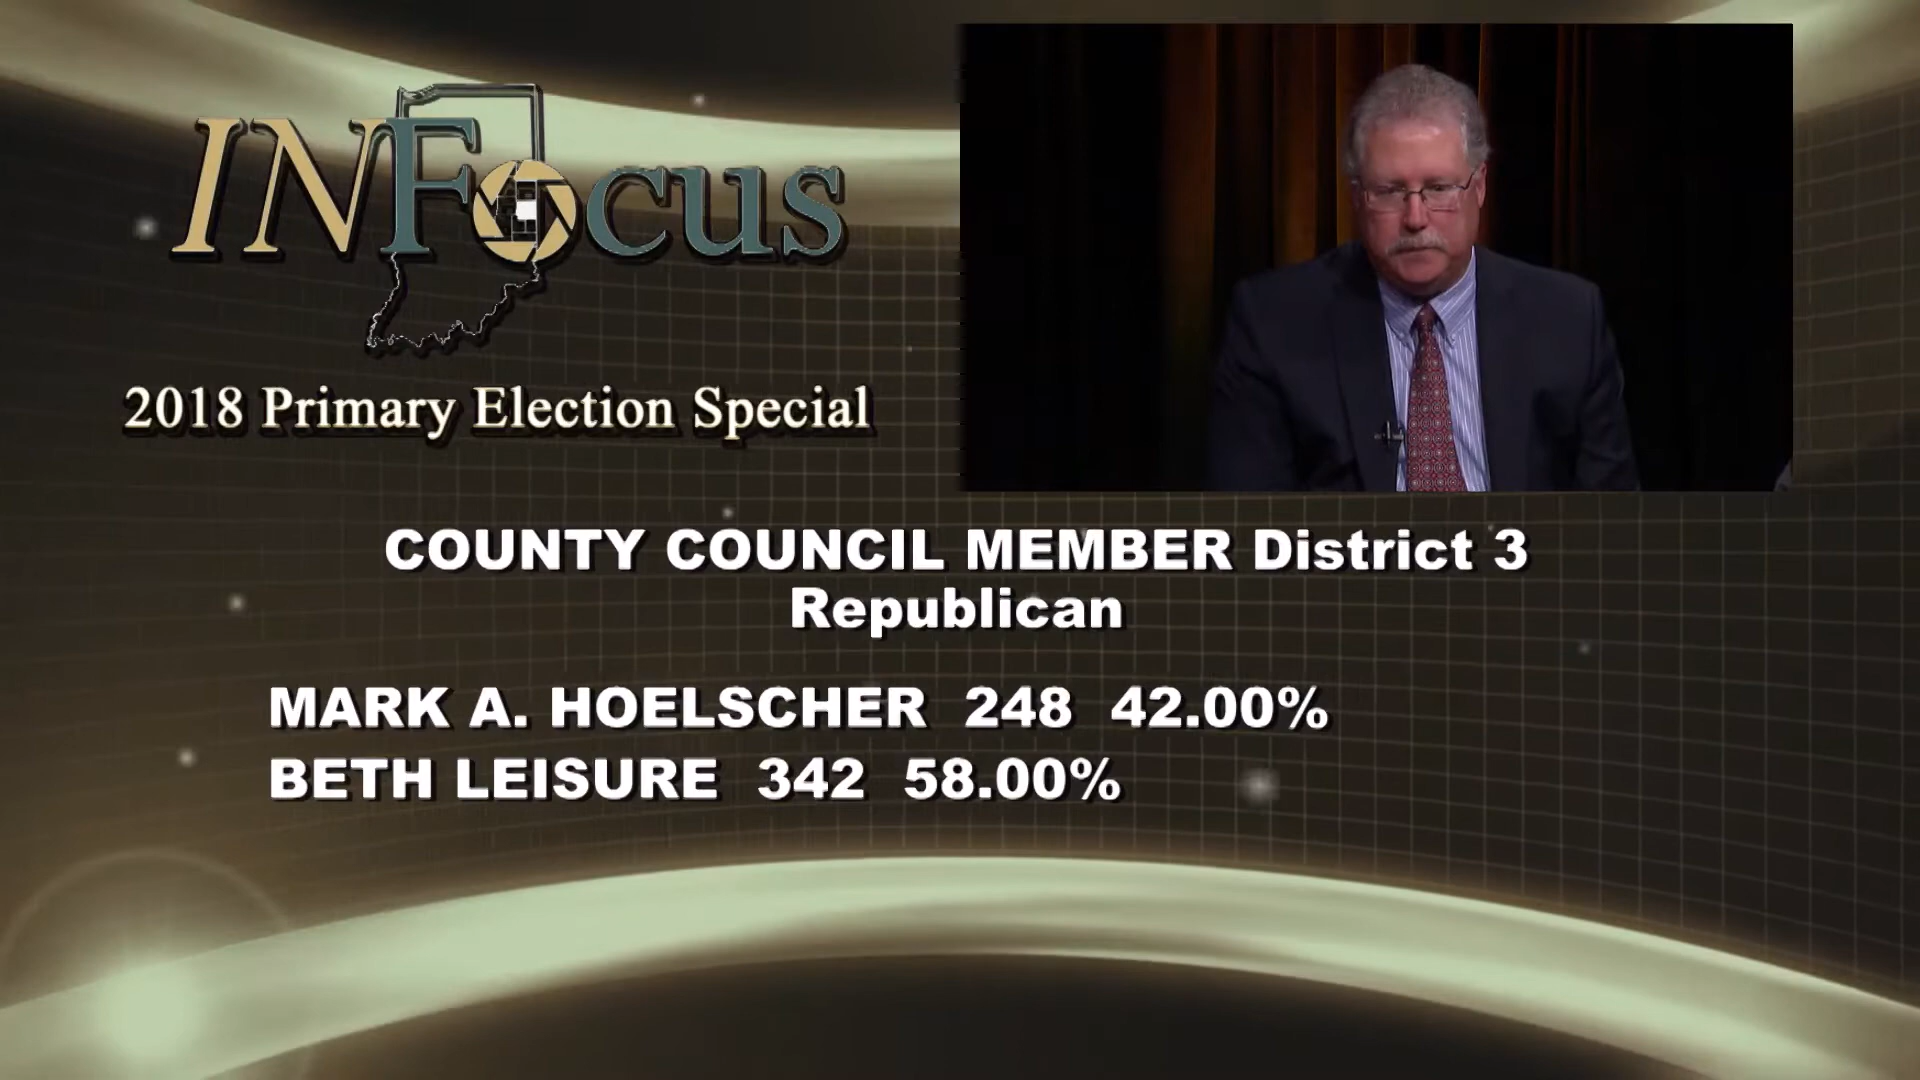 INFocus
2018 Primary Election Special
COUNTY COUNCIL MEMBER District 3
Republican
MARK A. HOELSCHER 248 42.00%
BETH LEISURE 342 58.00%